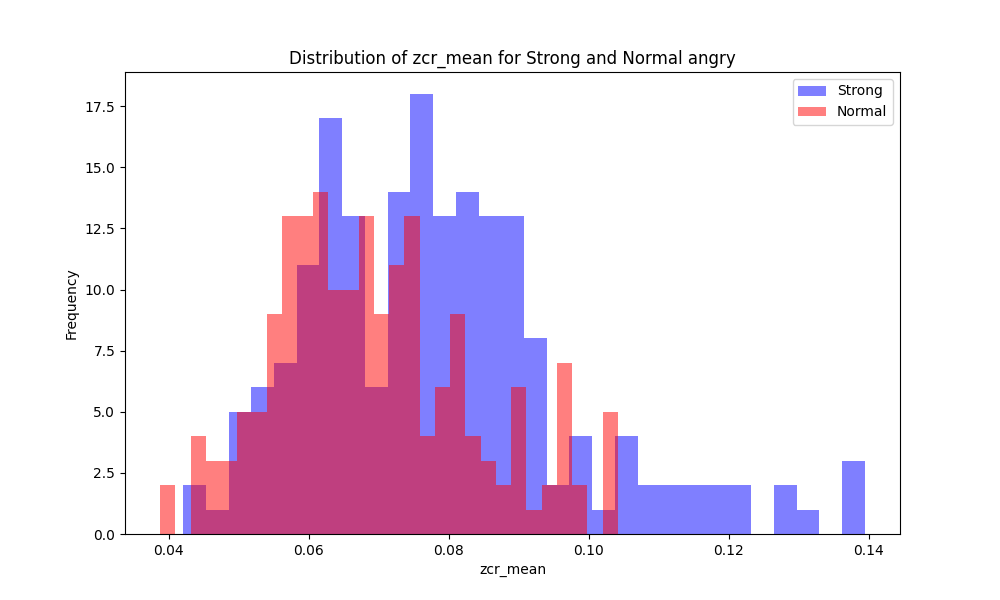 Distribution of zcr_mean for Strong and Normal angry
Strong
Normal
17.5
15.0
12.5
10.0
7.5
5.0
2.5
0.0
Frequency
0.04 0.06 0.08 0.10 0.12 0.14
zcr_mean